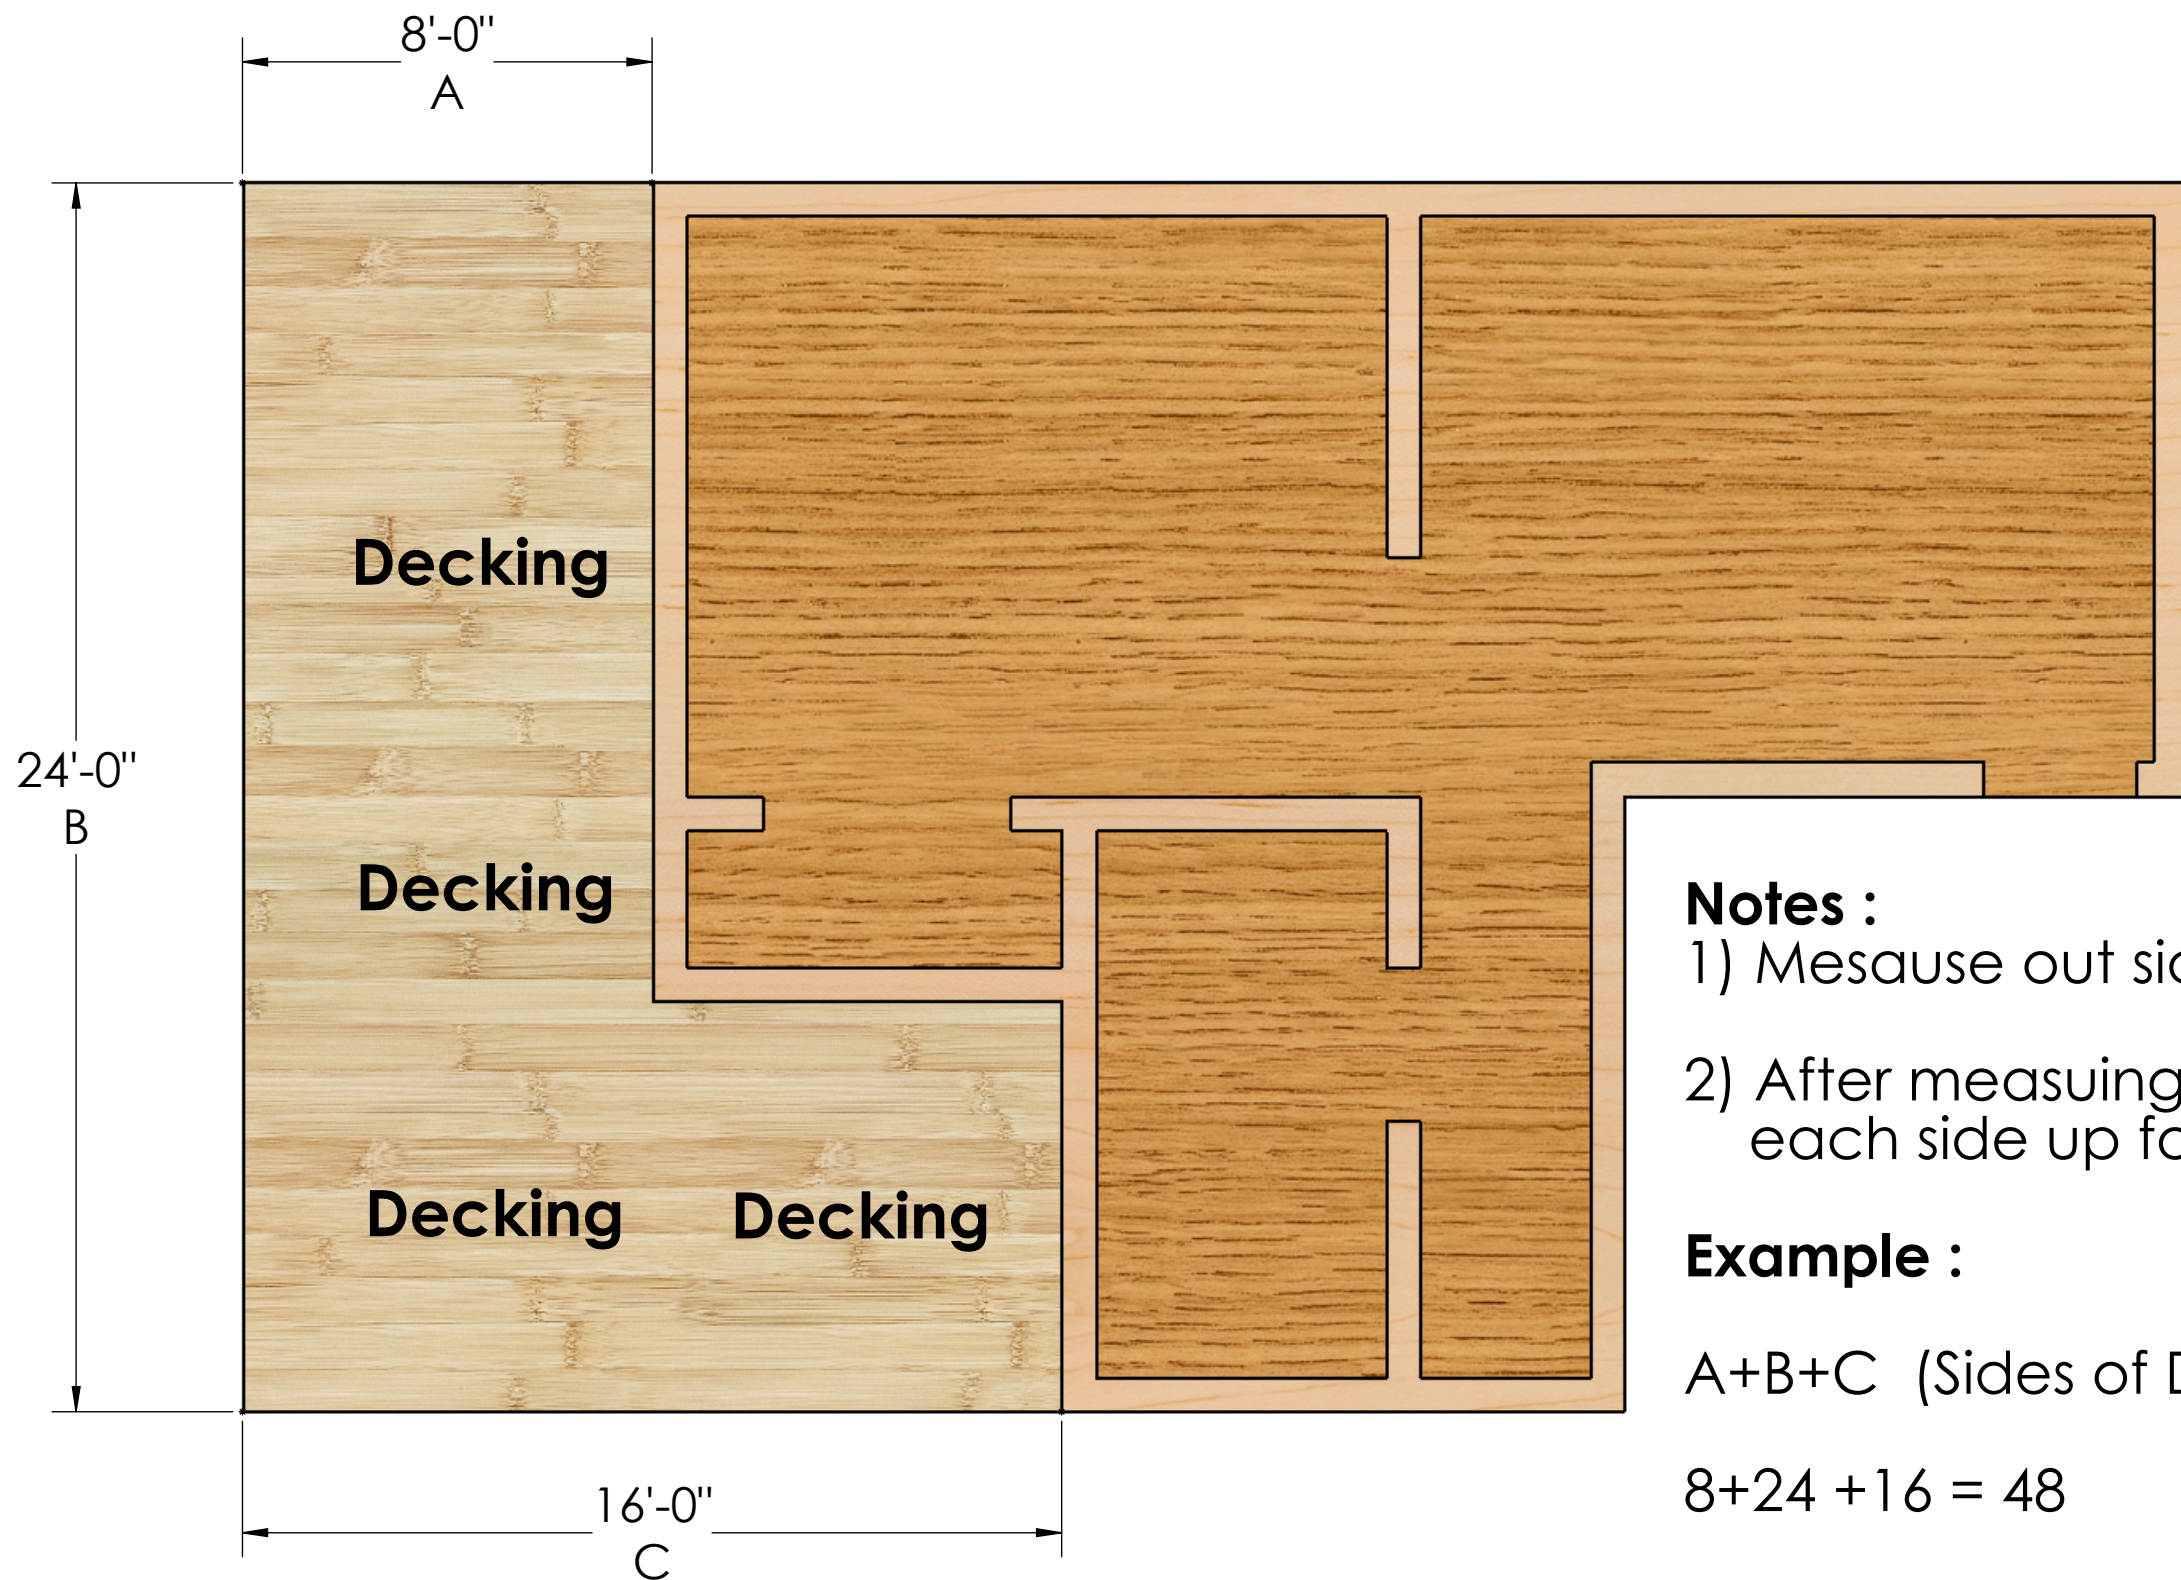 8'-0"
A
24'-0"
B
Decking
Decking
Decking Decking
16'-0"
C
Notes :
1) Mesause out
2) After measuing
each side up
Example :
A+B+C (Sides of
8+24 +16 = 48